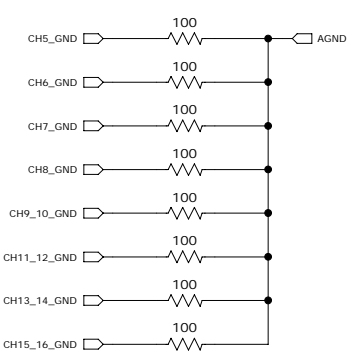 100
CH5_GND AGND
100
CH6_GND
100
CH7_GND
100
CH8_GND
100
CH9_10_GND
100
CH11_12_GND
100
CH13_14_GND
100
CH15_16_GND